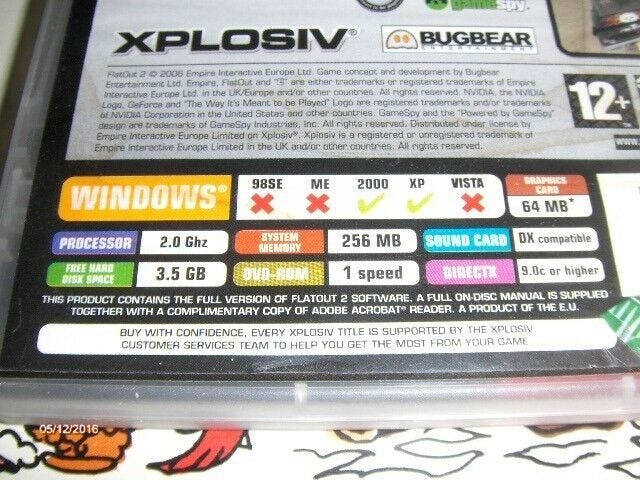 gameSpy.
XPLOSIV®
BUGBEAR
ENTERTAINMENT
FlatOut 2 © 2006 Empire Interactive Europe Ltd. Game concept and development by Bugbear
Entertainment Ltd. Empire, FlatOut and "" are either trademarks or registered trademarks of Empire
Interactive Europe Ltd. in the UK/Europe and/or other countries. All rights reserved. NVIDIA, the NVIDIA
Logo, GeForce and "The Way It's Meant to be Played" Logo are registered trademarks and/or trademarks
of NVIDIA Corporation in the United States and other countries. GameSpy and the "Powered by GameSpy"
design are trademarks of GameSpy Industries, Inc. All rights reserved. Distributed under license by
Empire Interactive Europe Limited on Xplosiv®. Xplosiv is a registered or unregistered trademark of
Empire Interactive Europe Limited in the UK and/or other countries. All rights reserved.
12+
www.
WINDOWS®
98SE ME 2000 XP VISTA
GRAPHICS
CARD
64 MB*
PROCESSOR 2.0 Ghz
SYSTEM
MEMORY
256 MB
SOUND CARD DX compatible
FREE HARD
DISK SPACE
3.5 GB
DVD-ROM 1 speed
DIRECTX 9.0c or higher
THIS PRODUCT CONTAINS THE FULL VERSION OF FLATOUT 2 SOFTWARE. A FULL ON-DISC MANUAL IS SUPPLIED
TOGETHER WITH A COMPLIMENTARY COPY OF ADOBE ACROBAT® READER. A PRODUCT OF THE E.U.
BUY WITH CONFIDENCE, EVERY XPLOSIV TITLE IS SUPPORTED BY THE XPLOSIV
CUSTOMER SERVICES TEAM TO HELP YOU GET THE MOST FROM YOUR GAME
05/12/2016